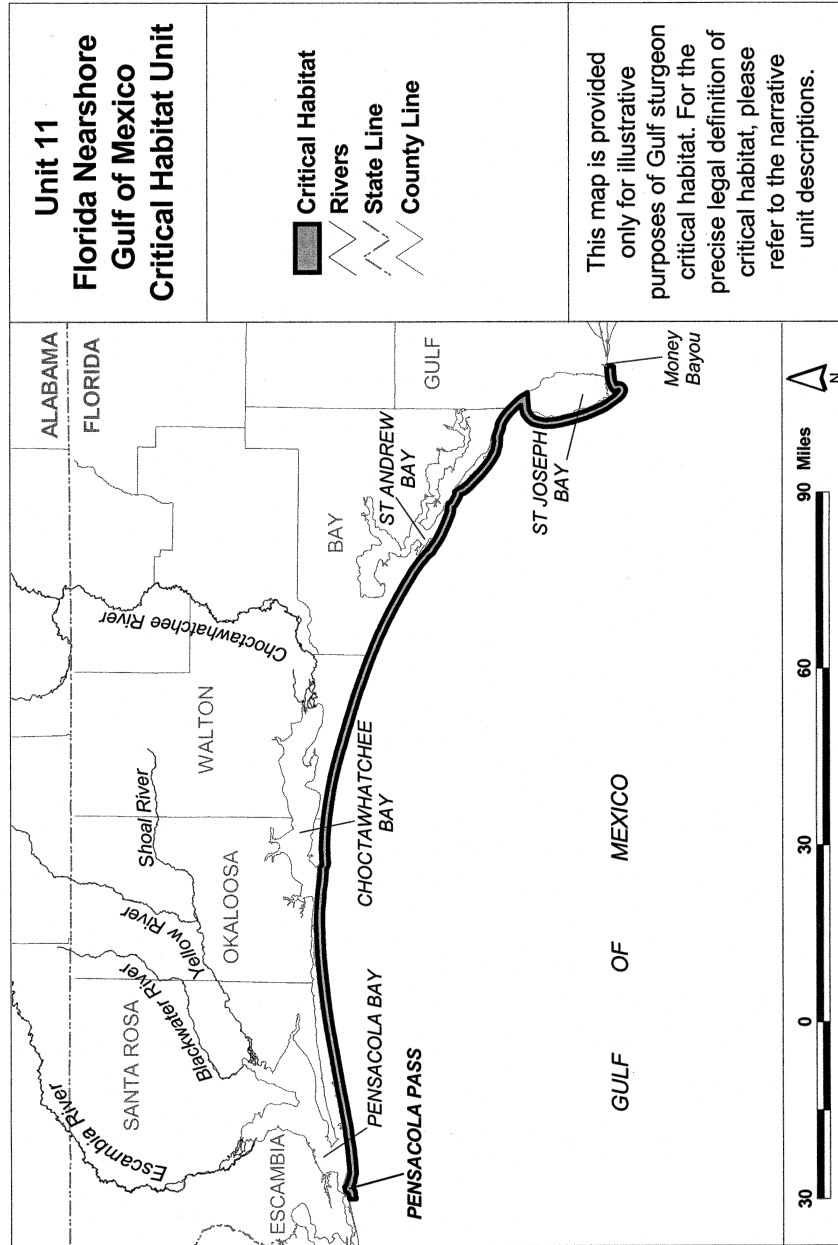 Unit 11
Florida Nearshore
Gulf of Mexico
Critical Habitat Unit
Critical Habitat
Rivers
State Line
County Line
This map is provided
only for illustrative
purposes of Gulf sturgeon
critical habitat. For the
precise legal definition of
critical habitat, please
refer to the narrative
unit descriptions.
ALABAMA
FLORIDA
Escambia River
SANTA ROSA
Blackwater River
Yellow River
Shoal River
OKALOOSA
WALTON
Choctawhatchee River
ESCAMBIA
PENSACOLA BAY
PENSACOLA PASS
CHOCTAWHATCHEE
BAY
BAY
ST ANDREW
BAY
GULF
ST JOSEPH
BAY
Money
Bayou
GULF OF MEXICO
30 0 30 60 90 Miles
N